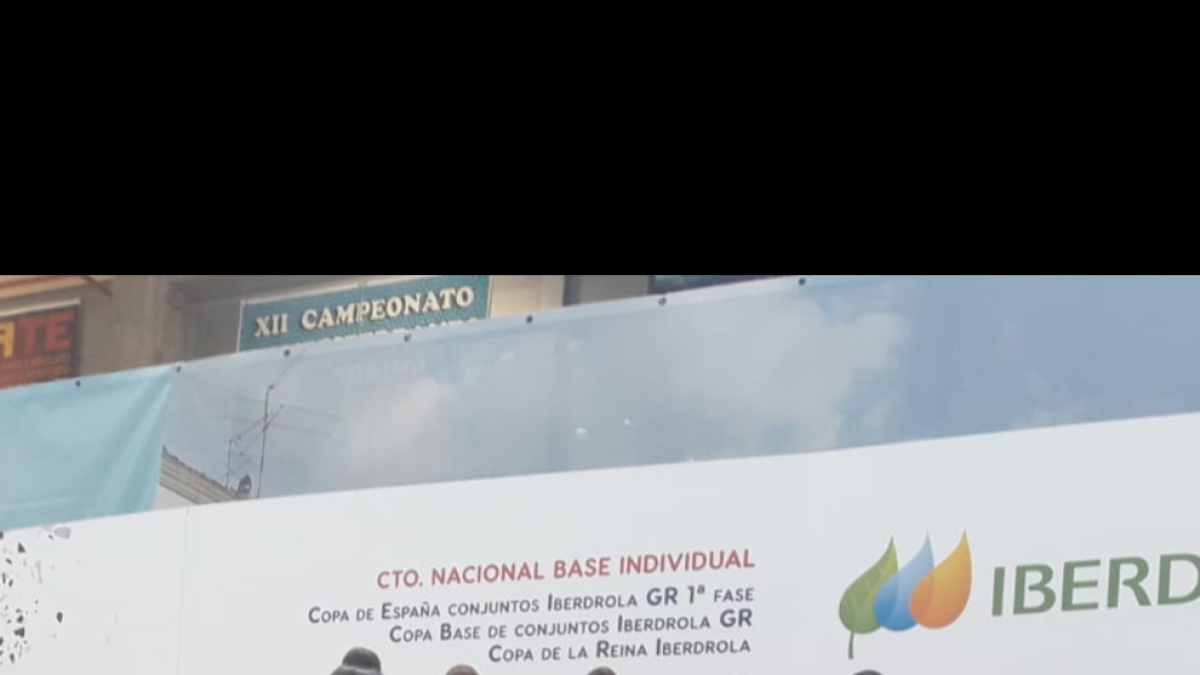 XII CAMPEONATO
ATE
CTO. NACIONAL BASE INDIVIDUAL
COPA DE ESPAÑA CONJUNTOS IBERDROLA GR 1ª FASE
COPA BASE DE CONJUNTOS IBERDROLA GR
COPA DE LA REINA IBERDROLA
IBERD